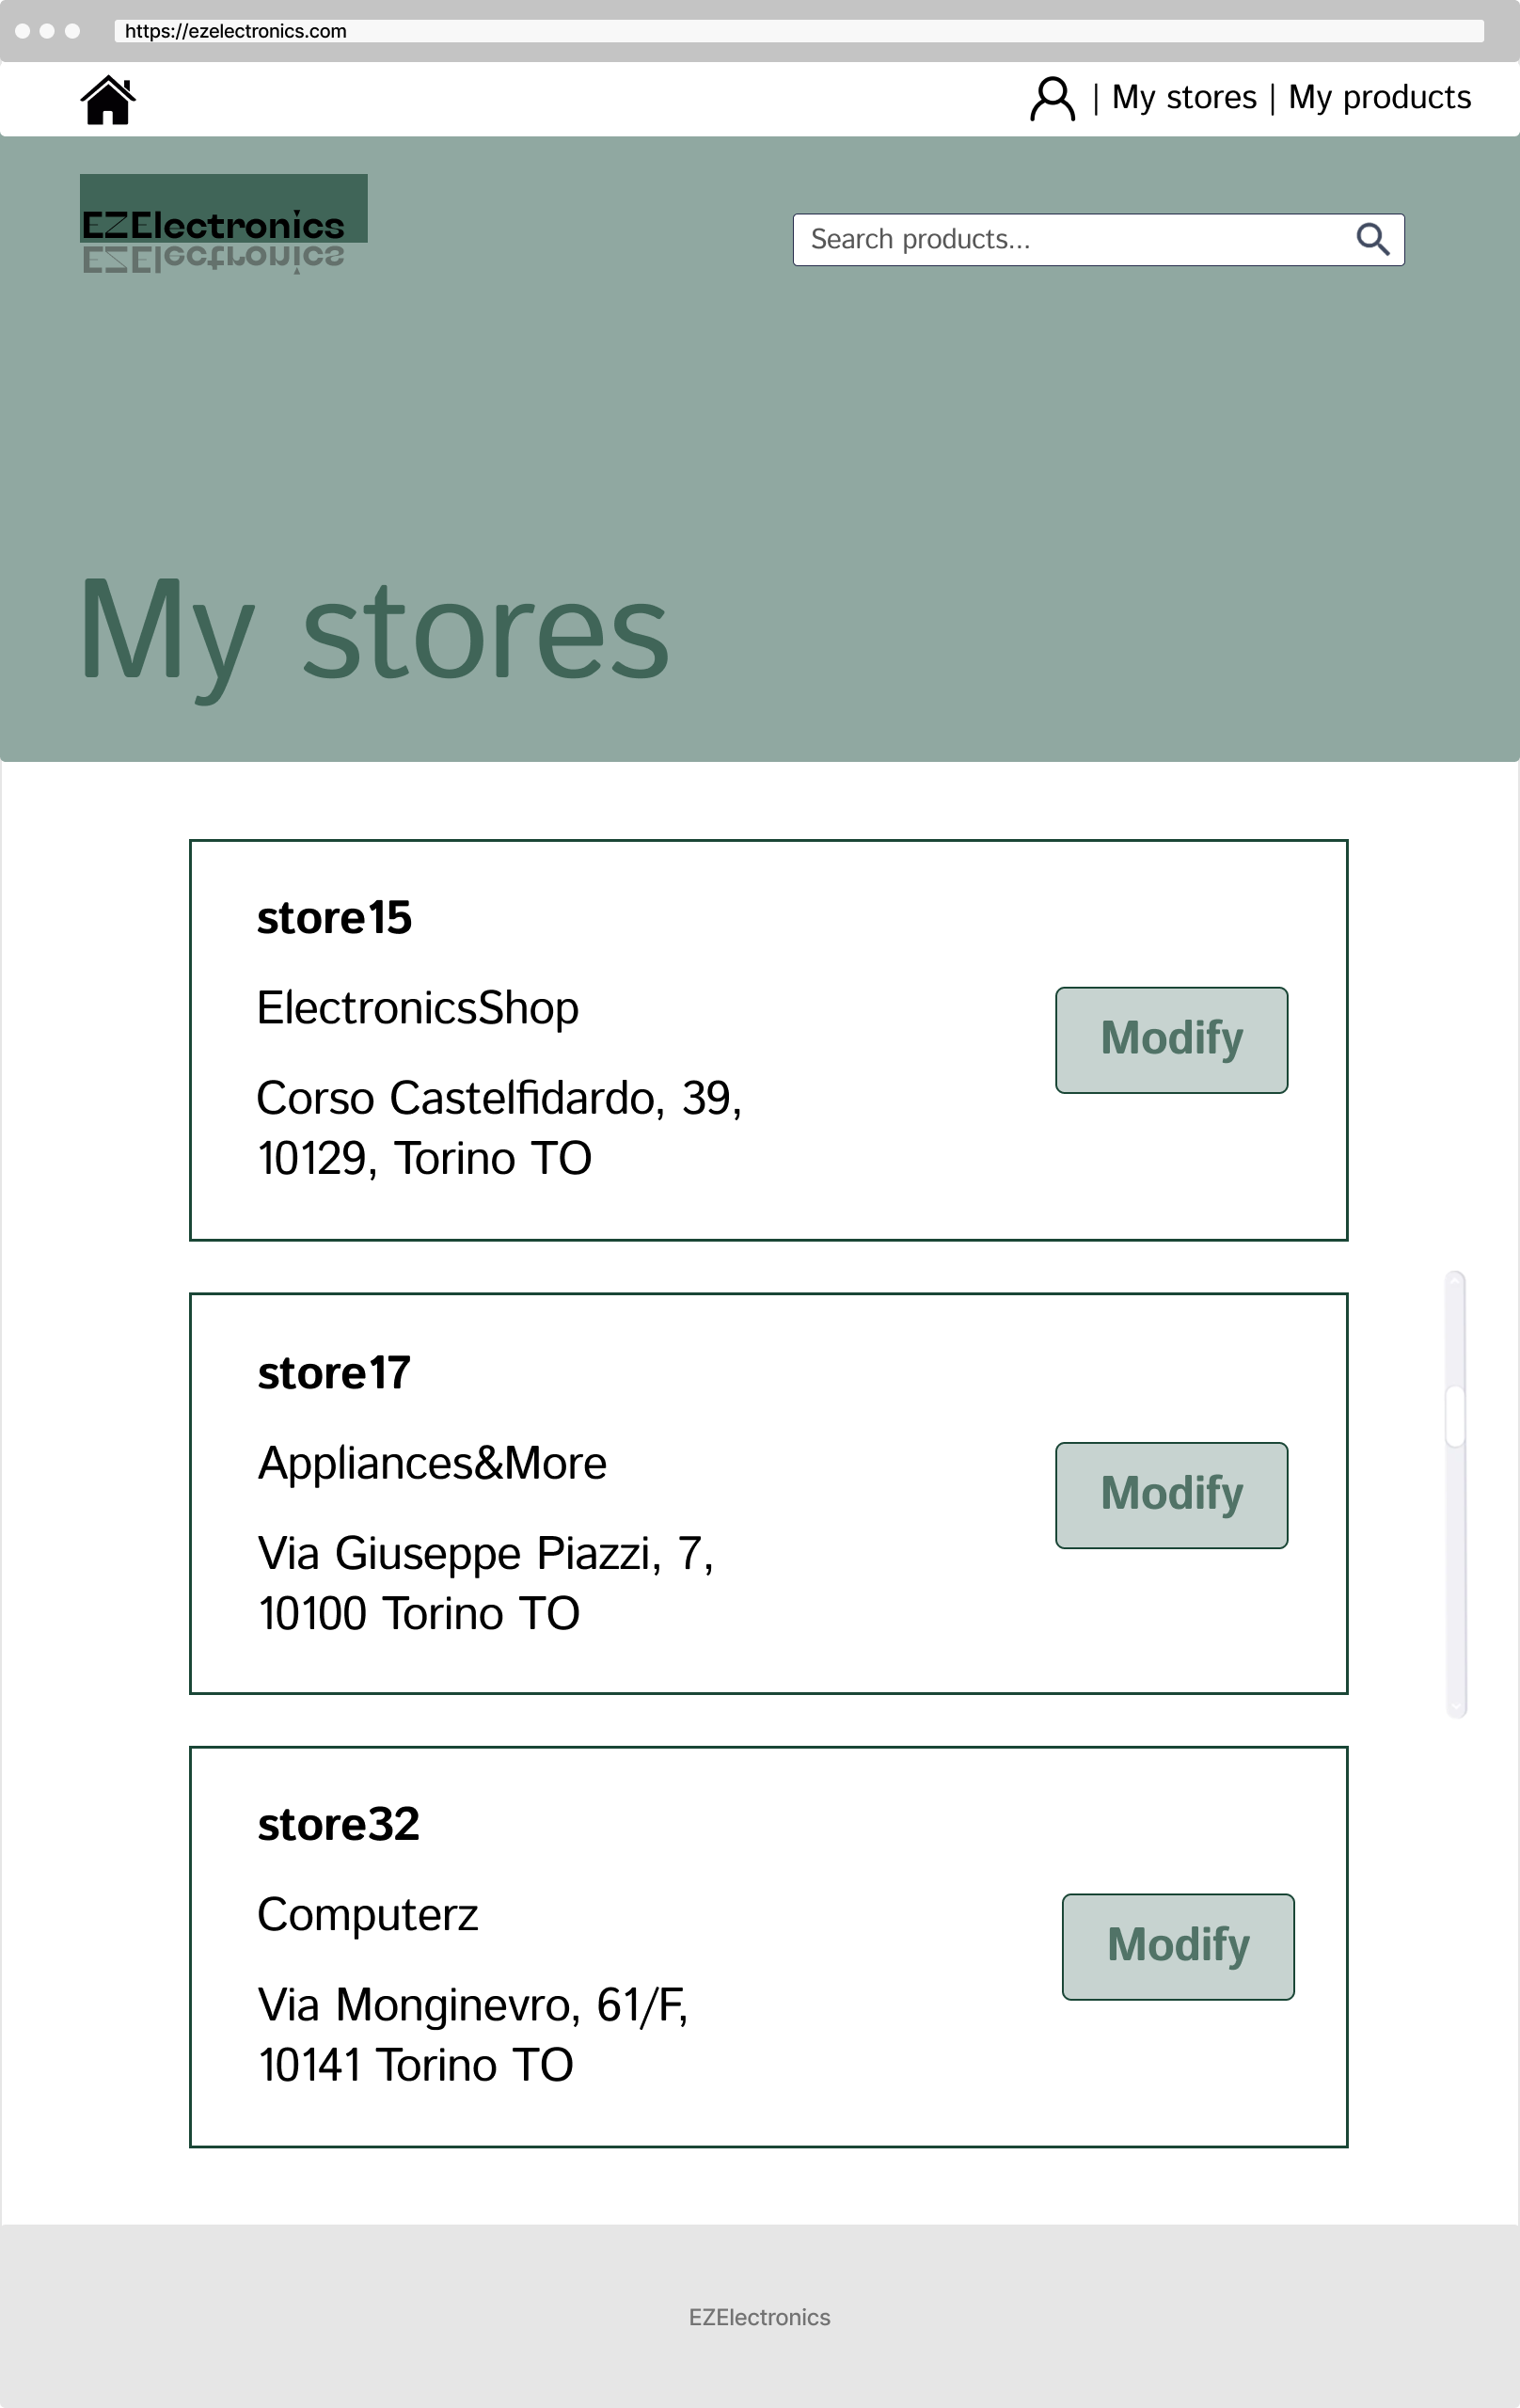 https://ezelectronics.com
| My stores | My products
EZElectronics
EZElectronics
Search products...
My stores
store15
ElectronicsShop
Modify
Corso Castelfidardo, 39,
10129, Torino TO
store17
Appliances&More
Modify
Via Giuseppe Piazzi, 7,
10100 Torino TO
store32
Computerz
Modify
Via Monginevro, 61/F,
10141 Torino TO
EZElectronics